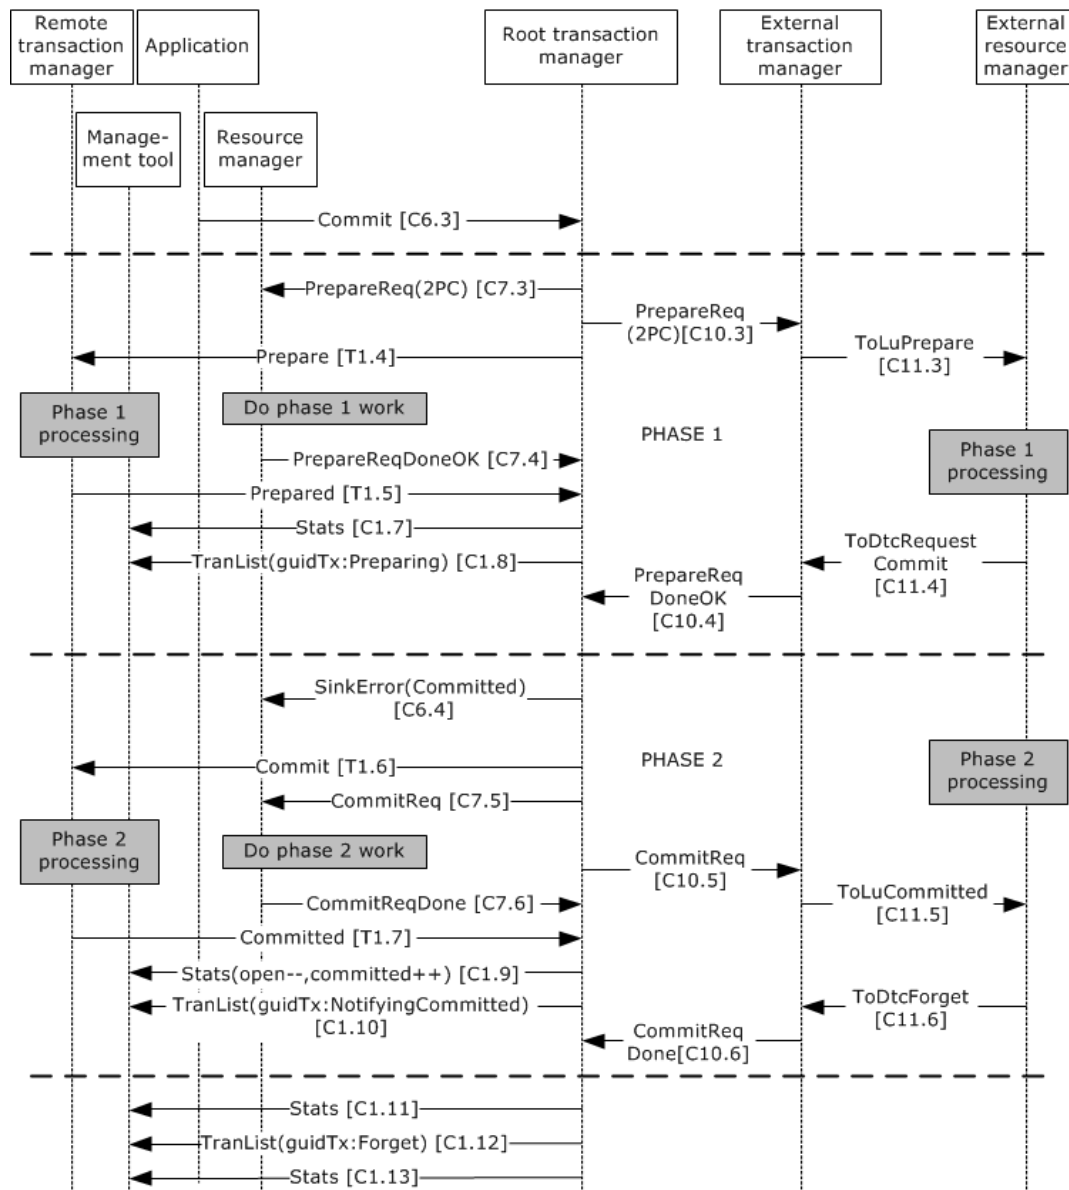 Remote
transaction
manager
Application
Root transaction
manager
External
transaction
manager
External
resource
manager
Manage-
ment tool
Resource
manager
Commit [C6.3]
PrepareReq(2PC) [C7.3]
PrepareReq
(2PC)[C10.3]
Prepare [T1.4]
ToLuPrepare
[C11.3]
Phase 1
processing
Do phase 1 work
PHASE 1
Phase 1
processing
PrepareReqDoneOK [C7.4]
Prepared [T1.5]
Stats [C1.7]
TranList(guidTx:Preparing) [C1.8]
ToDtcRequest
Commit
[C11.4]
PrepareReq
DoneOK
[C10.4]
SinkError(Committed)
[C6.4]
Commit [T1.6]
PHASE 2
Phase 2
processing
CommitReq [C7.5]
Phase 2
processing
Do phase 2 work
CommitReq
[C10.5]
CommitReqDone [C7.6]
ToLuCommitted
[C11.5]
Committed [T1.7]
Stats(open--,committed++) [C1.9]
TranList(guidTx:NotifyingCommitted)
[C1.10]
ToDtcForget
[C11.6]
CommitReq
Done[C10.6]
Stats [C1.11]
TranList(guidTx:Forget) [C1.12]
Stats [C1.13]